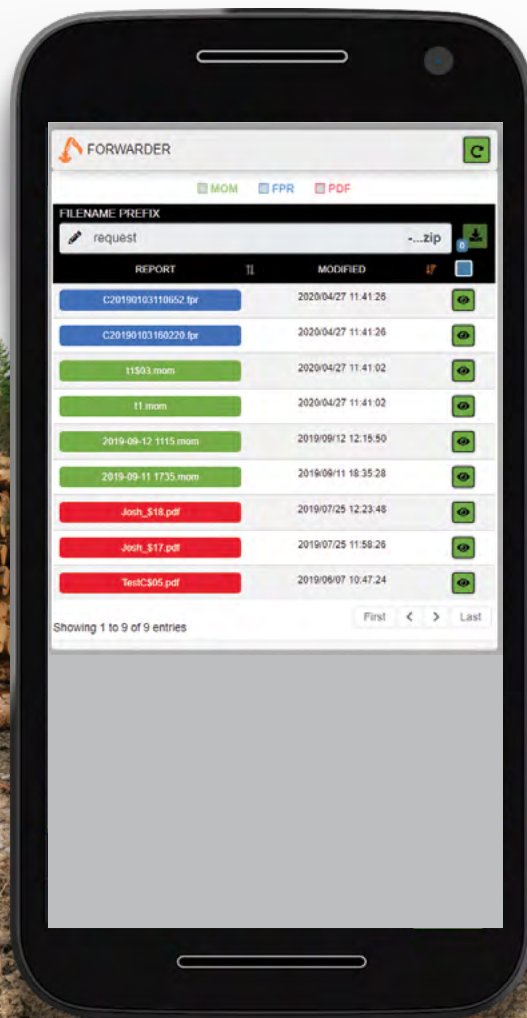 FORWARDER
MOM FPR PDF
FILENAME PREFIX
request -...zip 0
REPORT MODIFIED
C20190103110652.fpr 2020/04/27 11:41:26
C20190103160220.fpr 2020/04/27 11:41:26
t1$03.mom 2020/04/27 11:41:02
t1.mom 2020/04/27 11:41:02
2019-09-12 1115.mom 2019/09/12 12:15:50
2019-09-11 1735.mom 2019/09/11 18:35:28
Josh_$18.pdf 2019/07/25 12:23:48
Josh_$17.pdf 2019/07/25 11:58:26
TestC$05.pdf 2019/06/07 10:47:24
First < > Last
Showing 1 to 9 of 9 entries